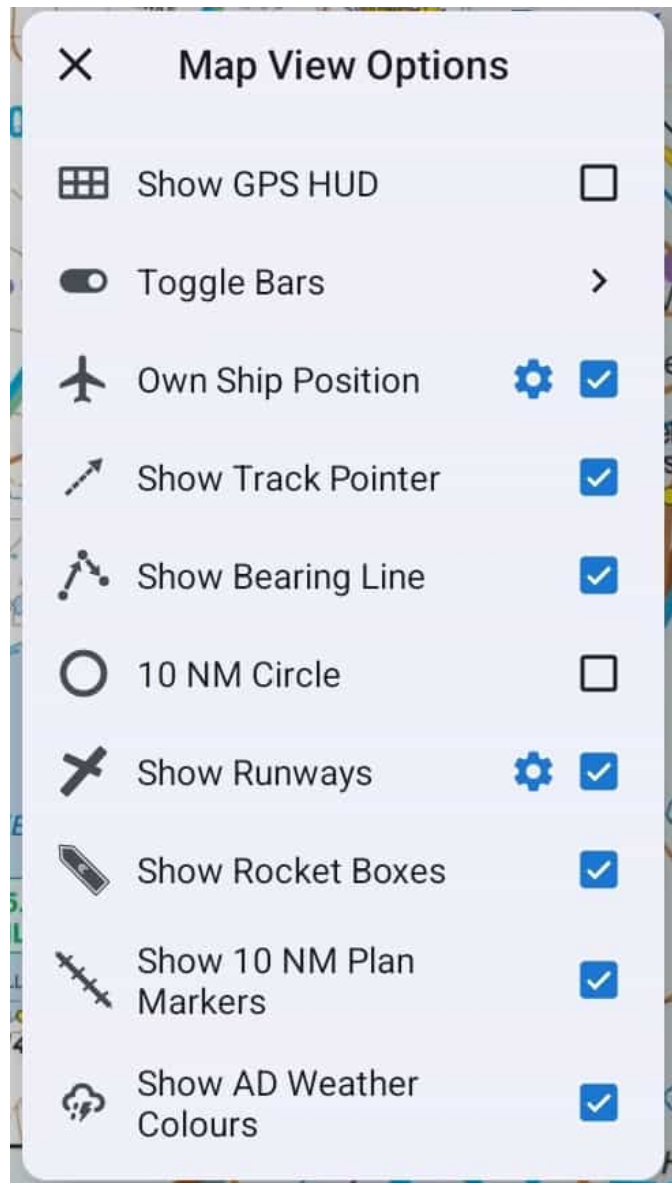 Map View Options
Show GPS HUD
Toggle Bars
Own Ship Position
Show Track Pointer
Show Bearing Line
10 NM Circle
Show Runways
Show Rocket Boxes
Show 10 NM Plan
Markers
Show AD Weather
Colours